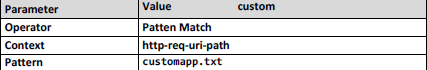 Parameter Value custom
Operator Patten Match
Context http-req-uri-path
Pattern customapp.txt